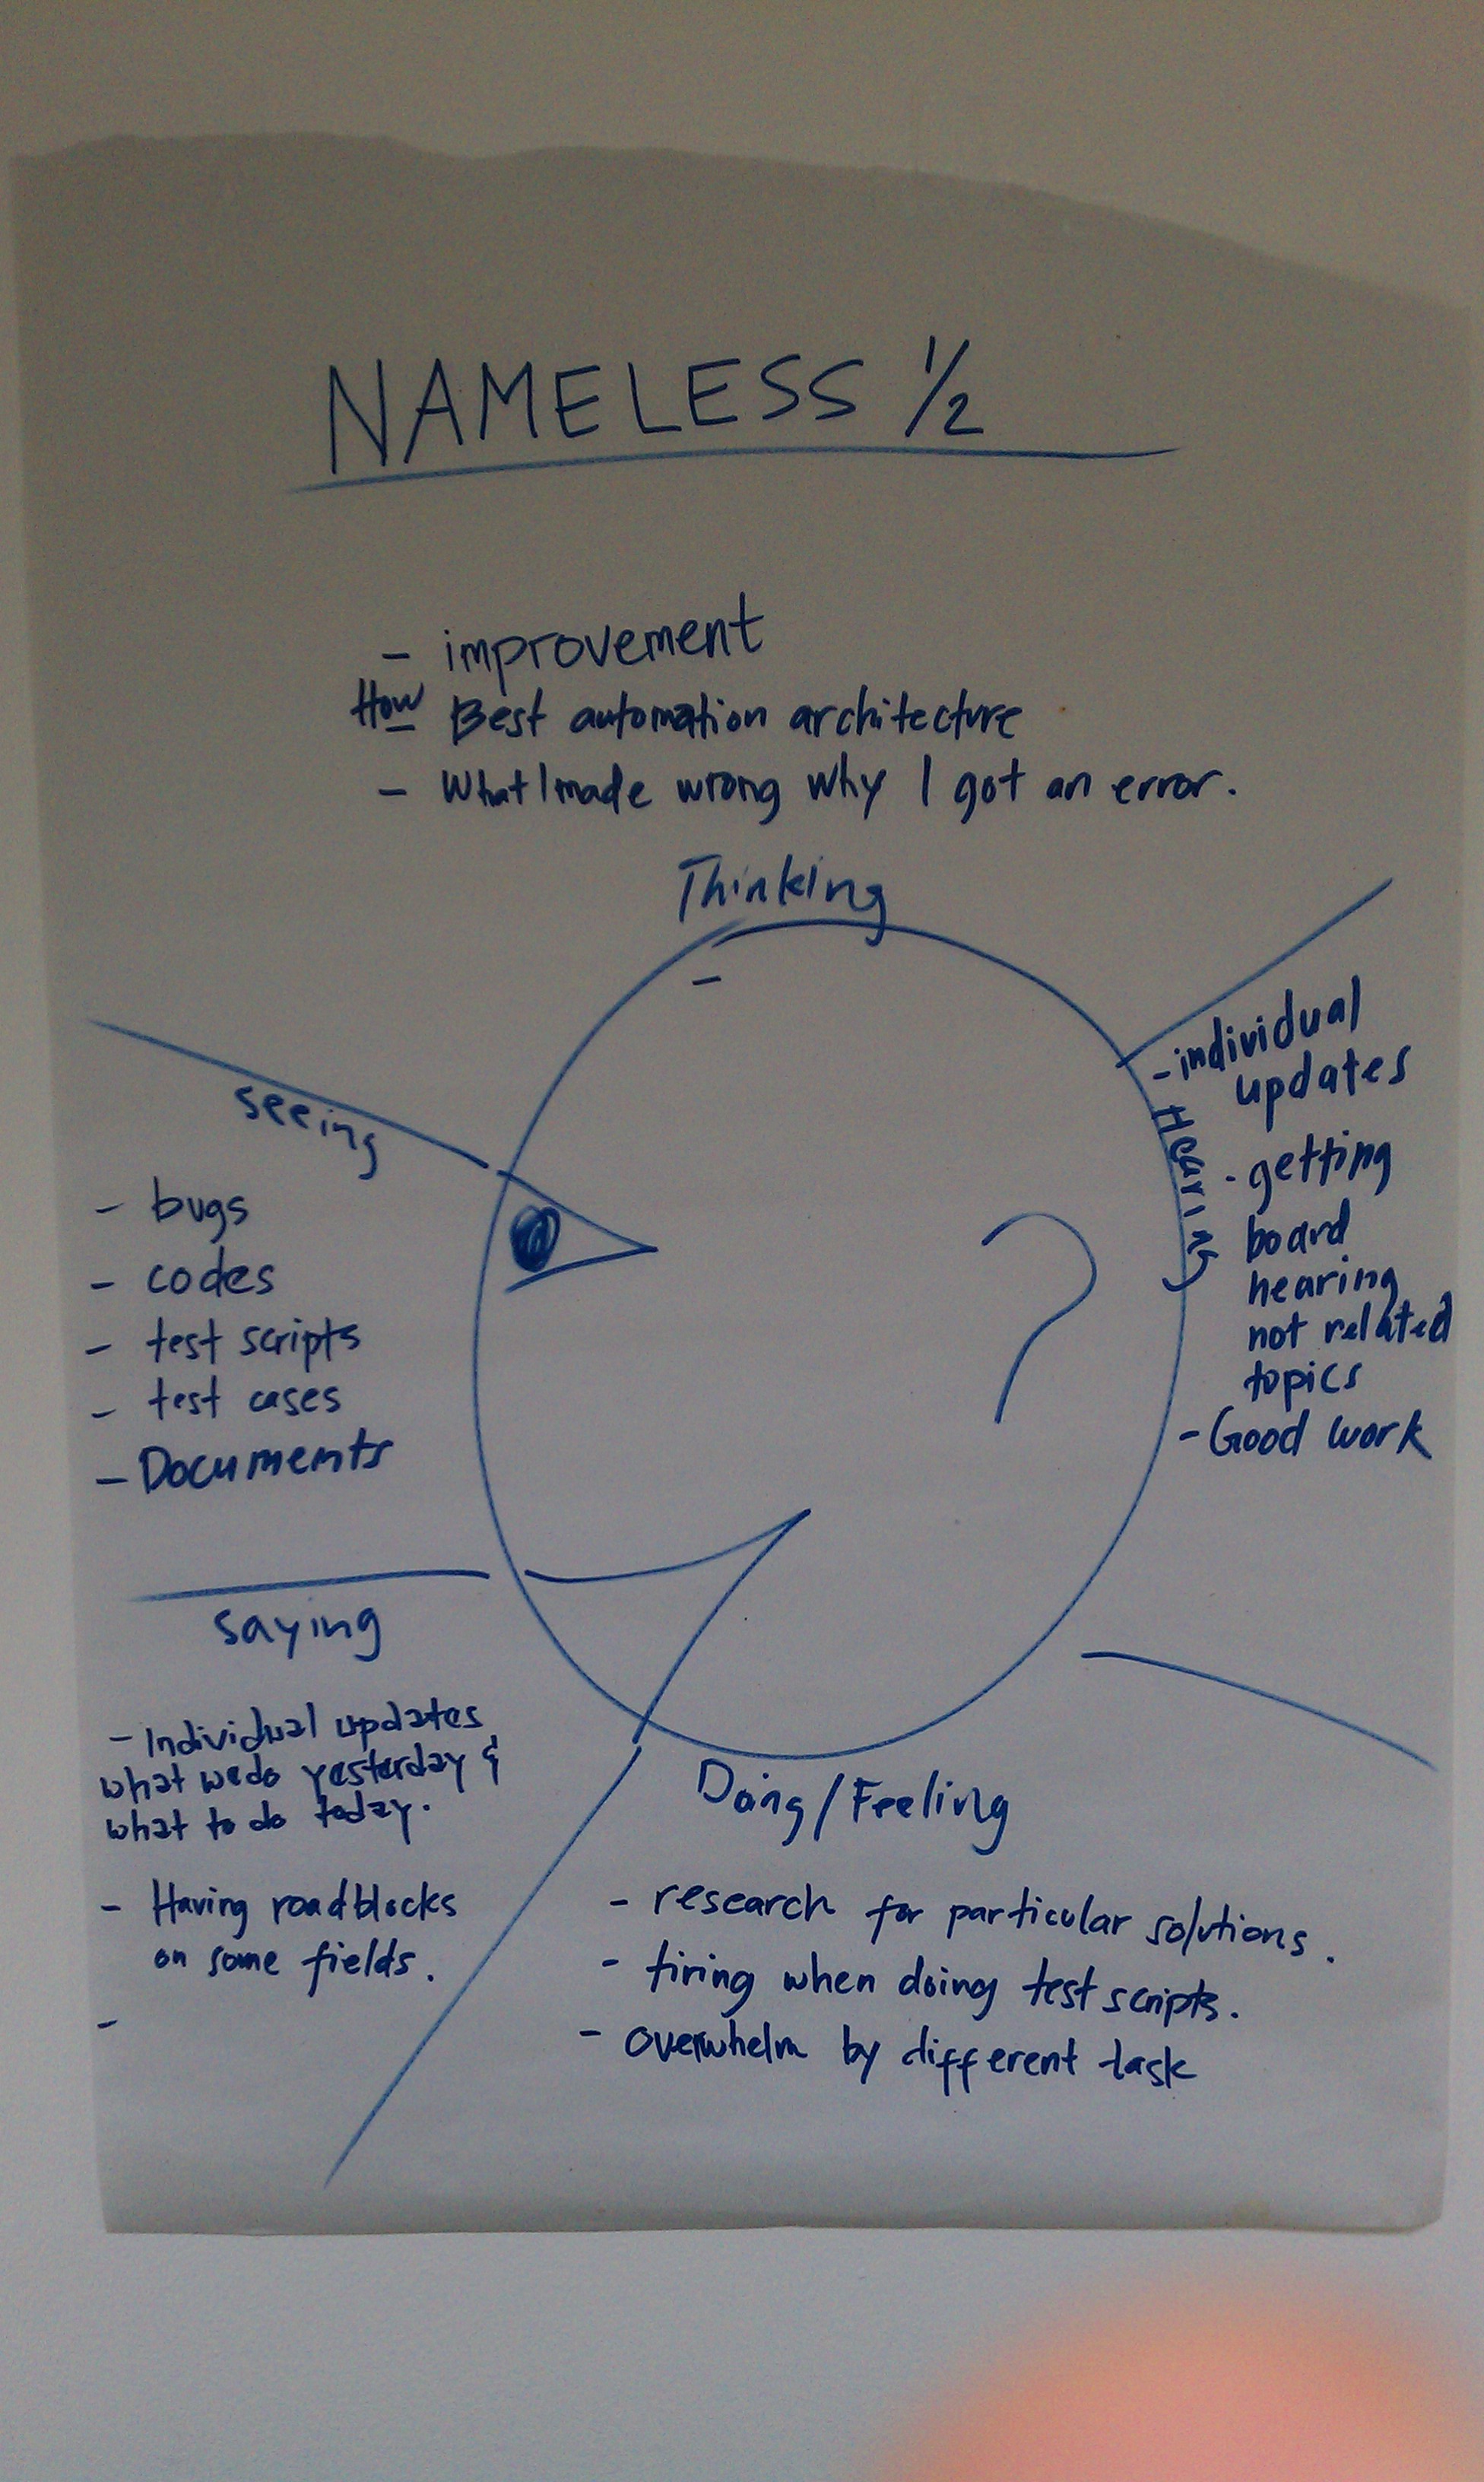 NAMELESS 1/2
- improvement
How Best automation architecture
- What I made wrong why I got an error.
Thinking
-
seeing
- bugs
- codes
- test scripts
- test cases
- Documents
Hearing
- individual
updates
- getting
board
hearing
not related
topics
- Good work
saying
- Individual updates
what we do yesterday &
what to do today.
- Having roadblocks
on some fields.
-
Doing/Feeling
- research for particular solutions.
- tiring when doing test scripts.
- overwhelm by different task